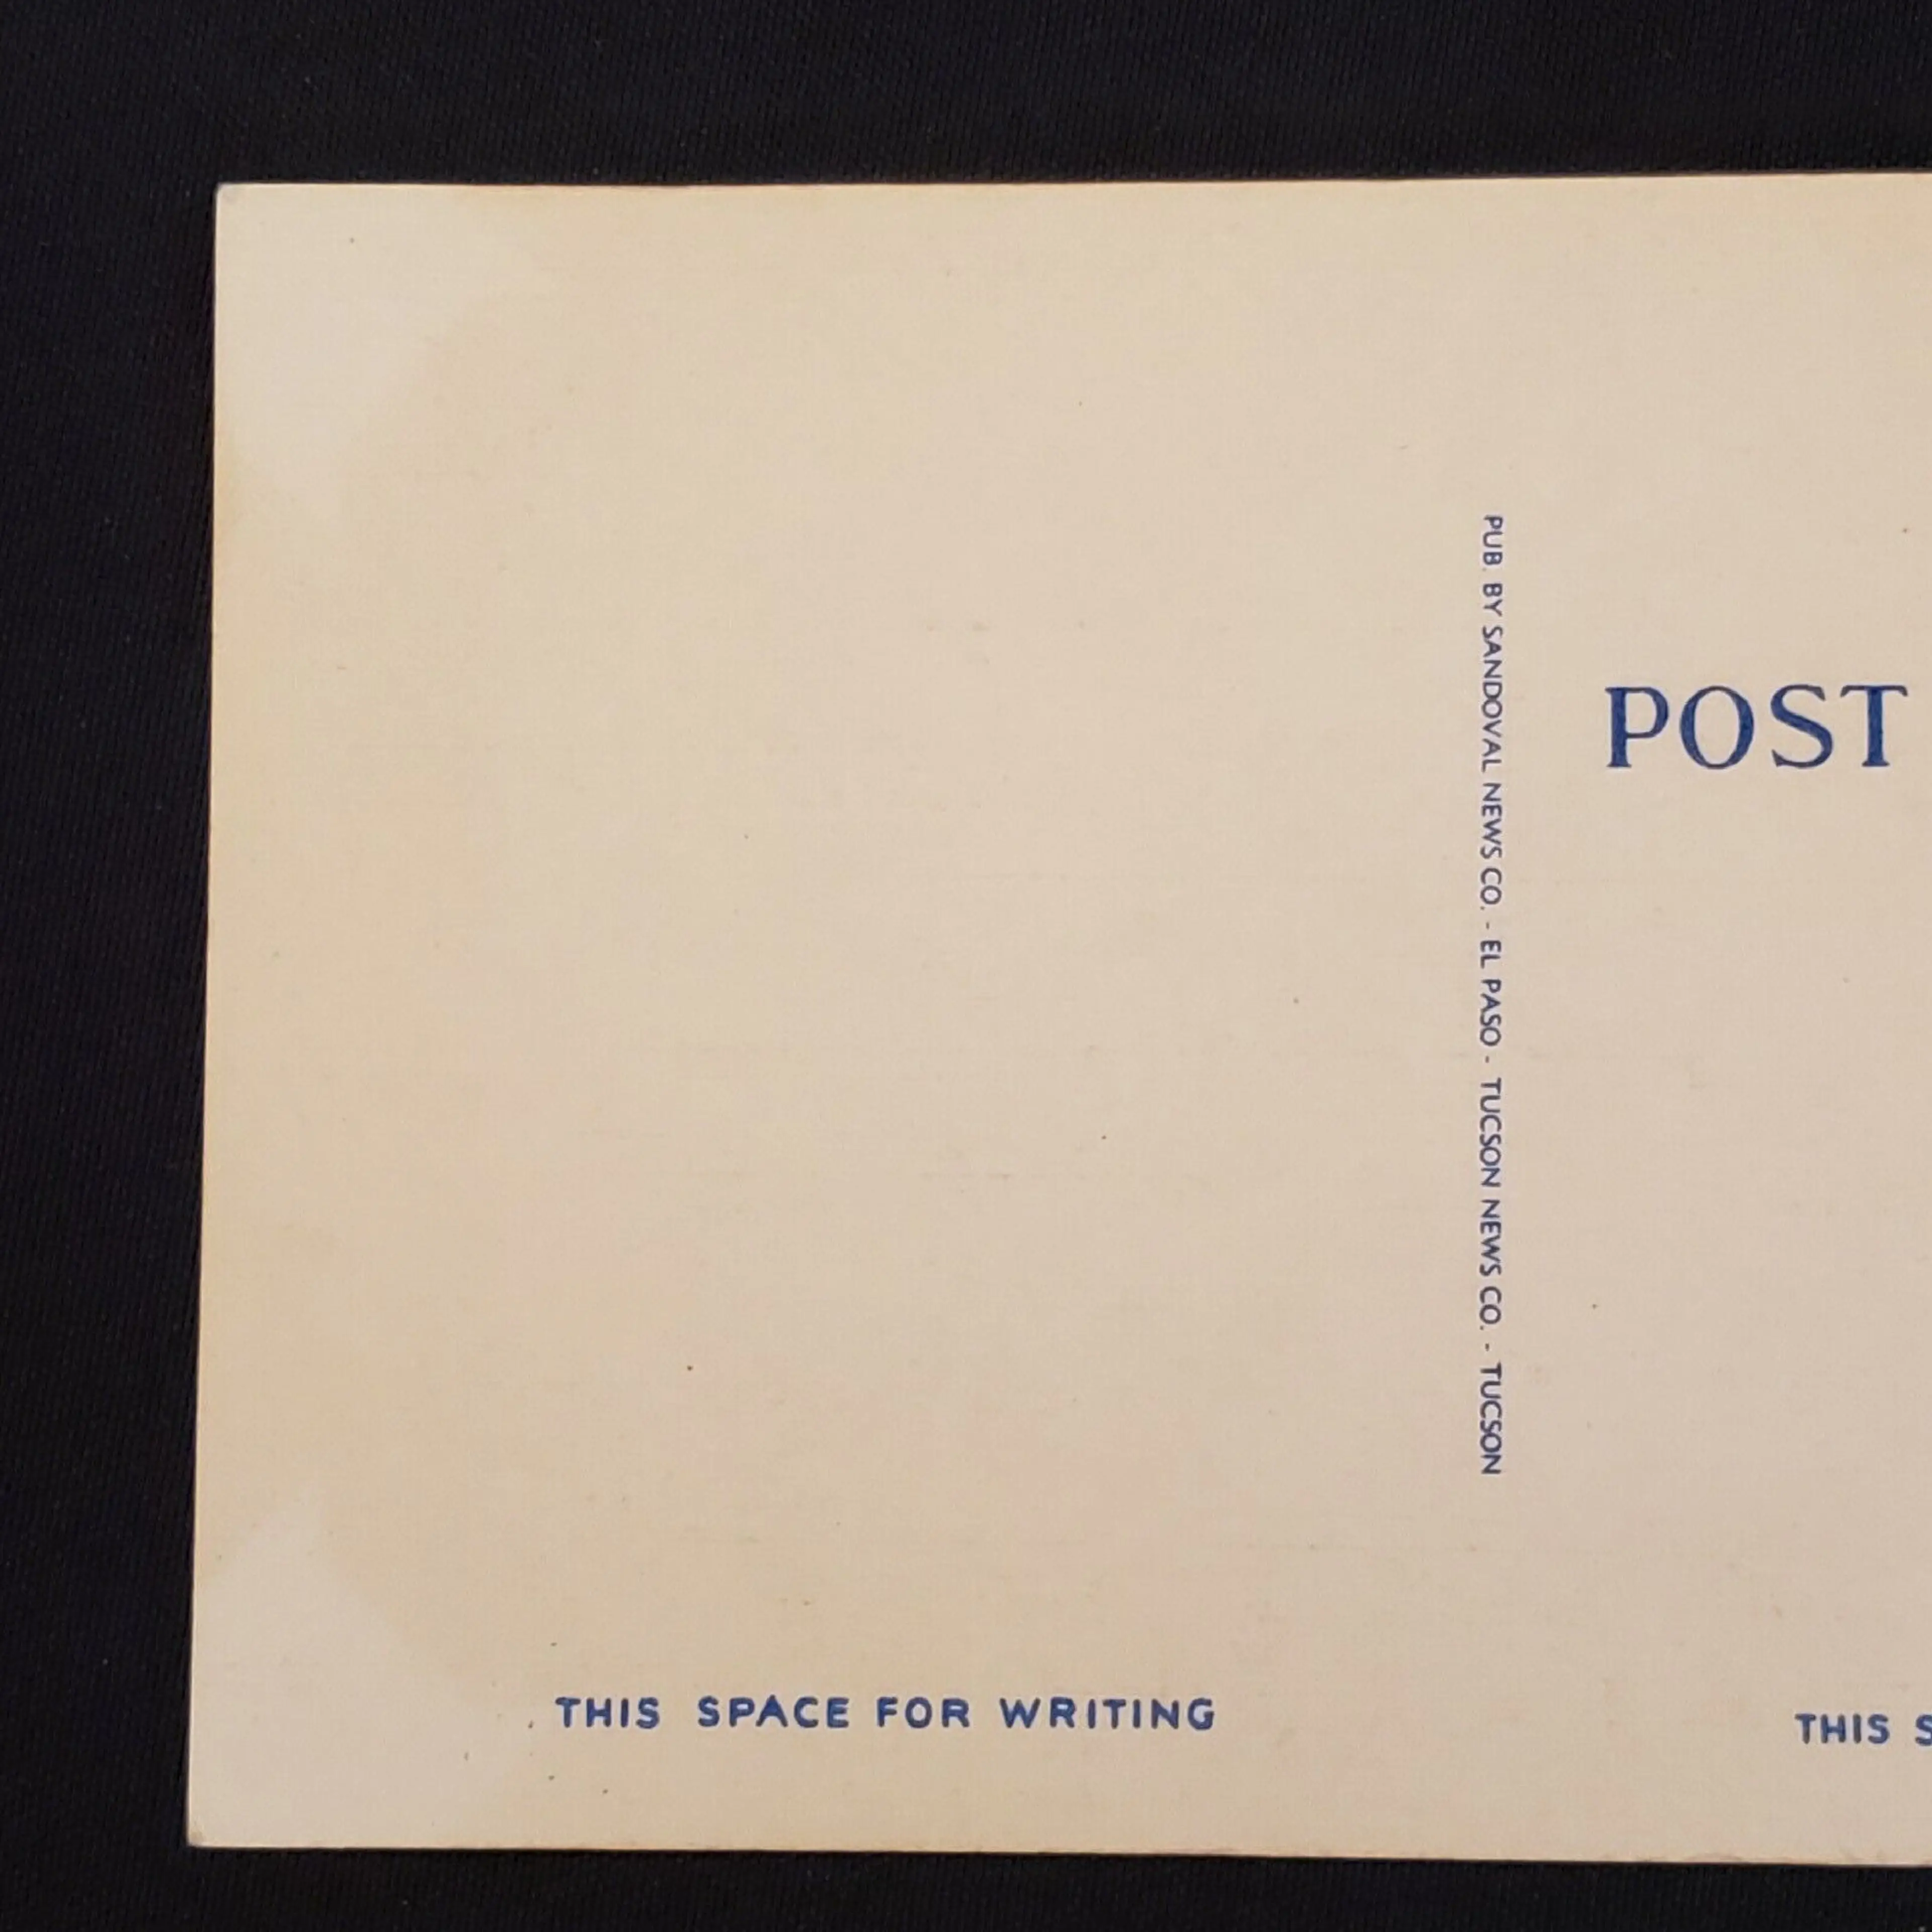 PUB. BY SANDOVAL NEWS CO. - EL PASO - TUCSON NEWS CO. - TUCSON
POST
THIS SPACE FOR WRITING
THIS S